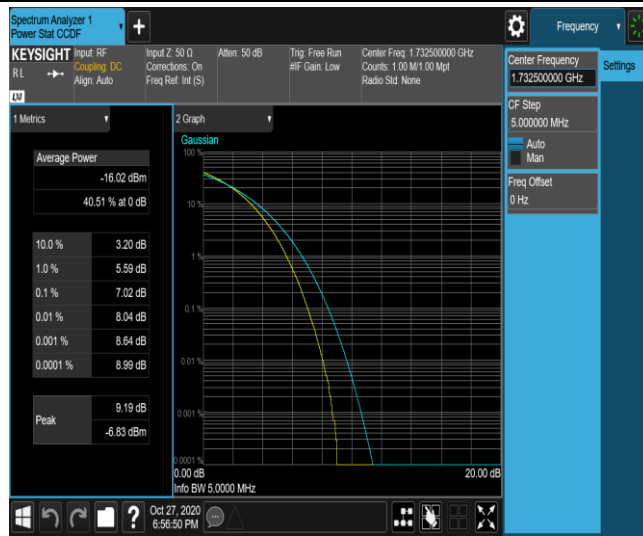 Spectrum Analyzer 1
Power Stat CCDF
Frequency
KEYSIGHT
RL
LXI
Input: RF
Coupling: DC
Align: Auto
Input Z: 50 Ω
Corrections: On
Freq Ref: Int (S)
Atten: 50 dB
Trig: Free Run
#IF Gain: Low
Center Freq: 1.732500000 GHz
Counts: 1.00 M/1.00 Mpt
Radio Std: None
Center Frequency
1.732500000 GHz
Settings
CF Step
5.000000 MHz
Auto
Man
Freq Offset
0 Hz
1 Metrics
Average Power
-16.02 dBm
40.51 % at 0 dB
10.0 % 3.20 dB
1.0 % 5.59 dB
0.1 % 7.02 dB
0.01 % 8.04 dB
0.001 % 8.64 dB
0.0001 % 8.99 dB
Peak
9.19 dB
-6.83 dBm
2 Graph
Gaussian
100 %
10 %
1 %
0.1 %
0.01 %
0.001 %
0.0001 %
0.00 dB 20.00 dB
Info BW 5.0000 MHz
?
Oct 27, 2020
6:56:50 PM